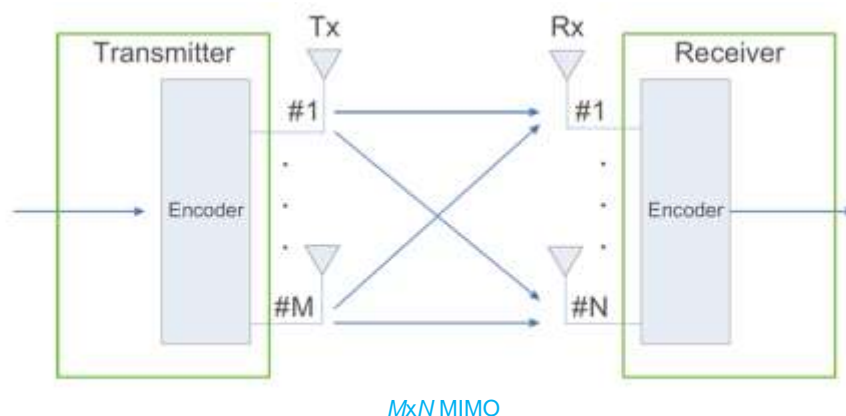 Tx
Rx
Transmitter
Receiver
#1
#1
Encoder
Encoder
#M
#N
MxN MIMO